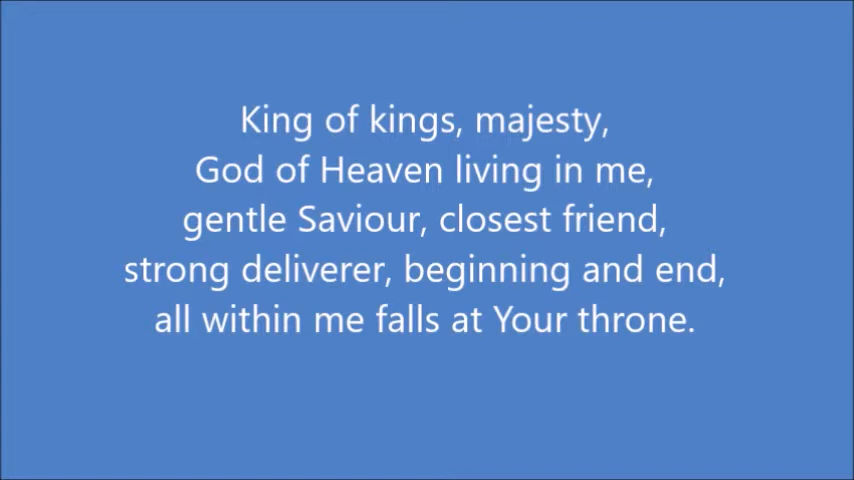 King of kings, majesty,
God of Heaven living in me,
gentle Saviour, closest friend,
strong deliverer, beginning and end,
all within me falls at Your throne.